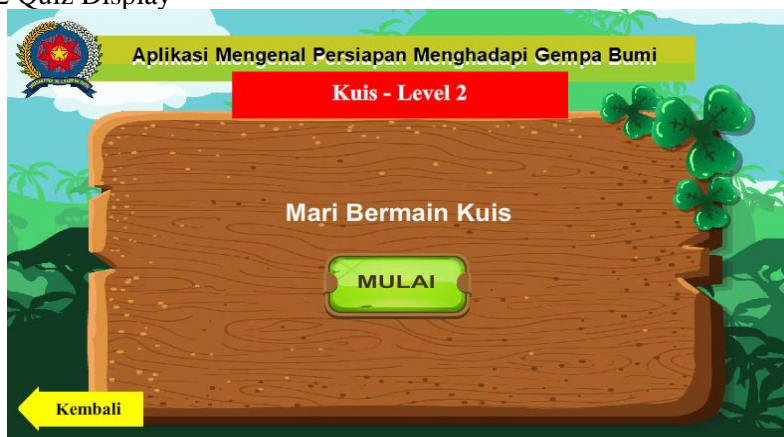 2 Quiz Display
Aplikasi Mengenal Persiapan Menghadapi Gempa Bumi
Kuis - Level 2
Mari Bermain Kuis
MULAI
Kembali